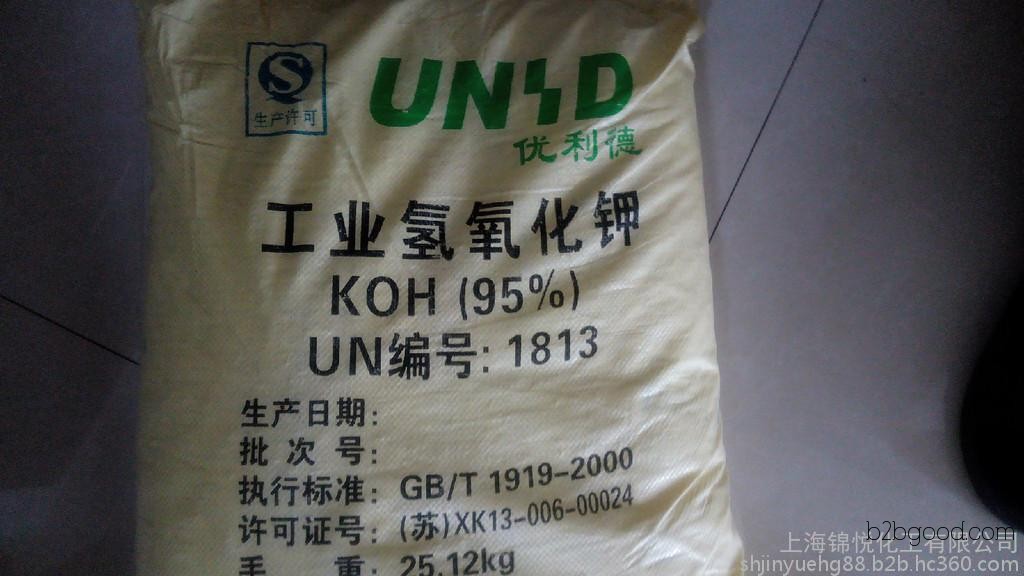 生产许可
UNID
优利德
工业氢氧化钾
KOH (95%)
UN编号: 1813
生产日期:
批次号:
执行标准: GB/T 1919-2000
许可证号: (苏)XK13-006-00024
毛 重: 25.12kg
b2bgood.com
上海锦悦化工有限公司
shjinyuehg88.b2b.hc360.com